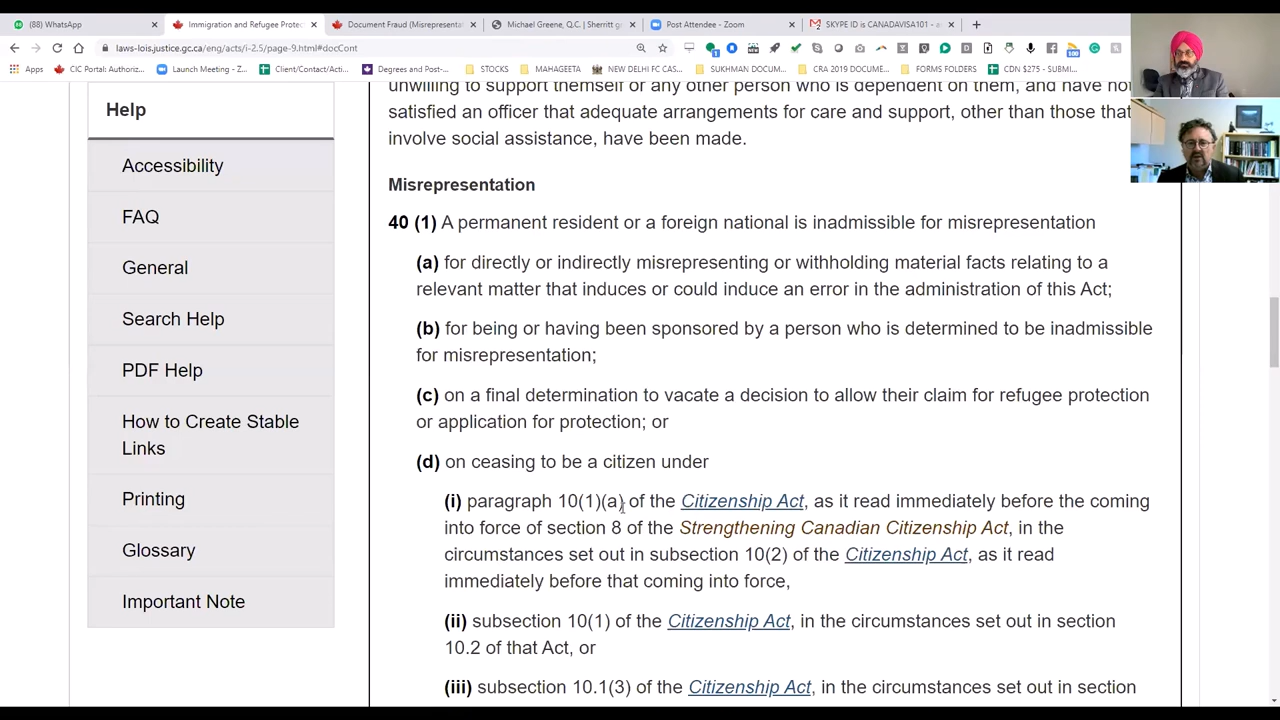 (88) WhatsApp
Immigration and Refugee Protec
Document Fraud (Misrepresentat
Michael Greene, Q.C. | Sherritt gr
Post Attendee - Zoom
SKYPE ID is CANADAVISA101 - a
laws-lois.justice.gc.ca/eng/acts/i-2.5/page-9.html#docCont
Apps
CIC Portal: Authoriz...
Launch Meeting - Z...
Client/Contact/Acti...
Degrees and Post-...
STOCKS
MAHAGEETA
NEW DELHI FC CAS...
SUKHMAN DOCUM...
CRA 2019 DOCUME...
FORMS FOLDERS
CDN $275 - SUBMI...
Help
Accessibility
FAQ
General
Search Help
PDF Help
How to Create Stable
Links
Printing
Glossary
Important Note
unwilling to support themself or any other person who is dependent on them, and have not
satisfied an officer that adequate arrangements for care and support, other than those that
involve social assistance, have been made.
Misrepresentation
40 (1) A permanent resident or a foreign national is inadmissible for misrepresentation
(a) for directly or indirectly misrepresenting or withholding material facts relating to a
relevant matter that induces or could induce an error in the administration of this Act;
(b) for being or having been sponsored by a person who is determined to be inadmissible
for misrepresentation;
(c) on a final determination to vacate a decision to allow their claim for refugee protection
or application for protection; or
(d) on ceasing to be a citizen under
(i) paragraph 10(1)(a) of the Citizenship Act, as it read immediately before the coming
into force of section 8 of the Strengthening Canadian Citizenship Act, in the
circumstances set out in subsection 10(2) of the Citizenship Act, as it read
immediately before that coming into force,
(ii) subsection 10(1) of the Citizenship Act, in the circumstances set out in section
10.2 of that Act, or
(iii) subsection 10.1(3) of the Citizenship Act, in the circumstances set out in section